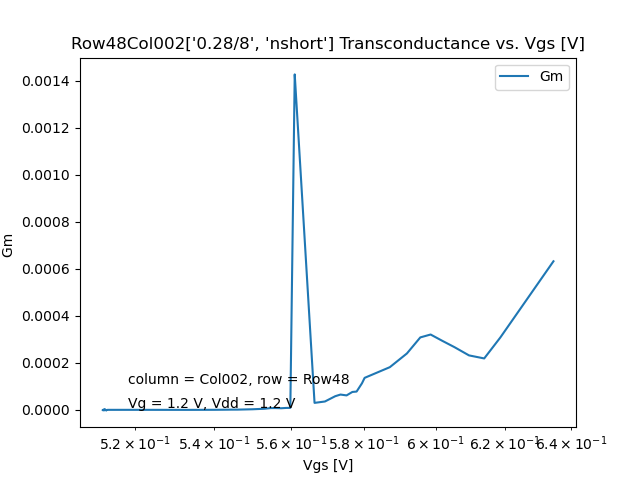 Row48Col002['0.28/8', 'nshort'] Transconductance vs. Vgs [V]
Gm
0.0014
0.0012
0.0010
0.0008
0.0006
0.0004
0.0002
0.0000
Gm
column = Col002, row = Row48
Vg = 1.2 V, Vdd = 1.2 V
5.2 × 10⁻¹ 5.4 × 10⁻¹ 5.6 × 10⁻¹ 5.8 × 10⁻¹ 6 × 10⁻¹ 6.2 × 10⁻¹ 6.4 × 10⁻¹
Vgs [V]